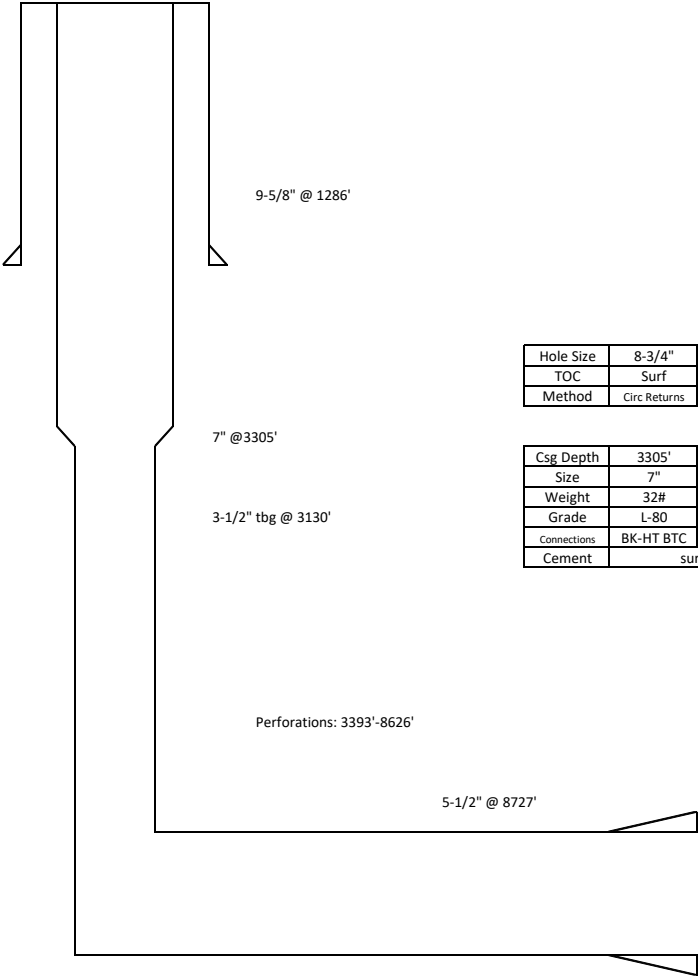 9-5/8" @ 1286'
Hole Size 8-3/4"
TOC Surf
Method Circ Returns
7" @3305'
Csg Depth 3305'
Size 7"
Weight 32#
Grade L-80
Connections BK-HT BTC
Cement
3-1/2" tbg @ 3130'
Perforations: 3393'-8626'
5-1/2" @ 8727'